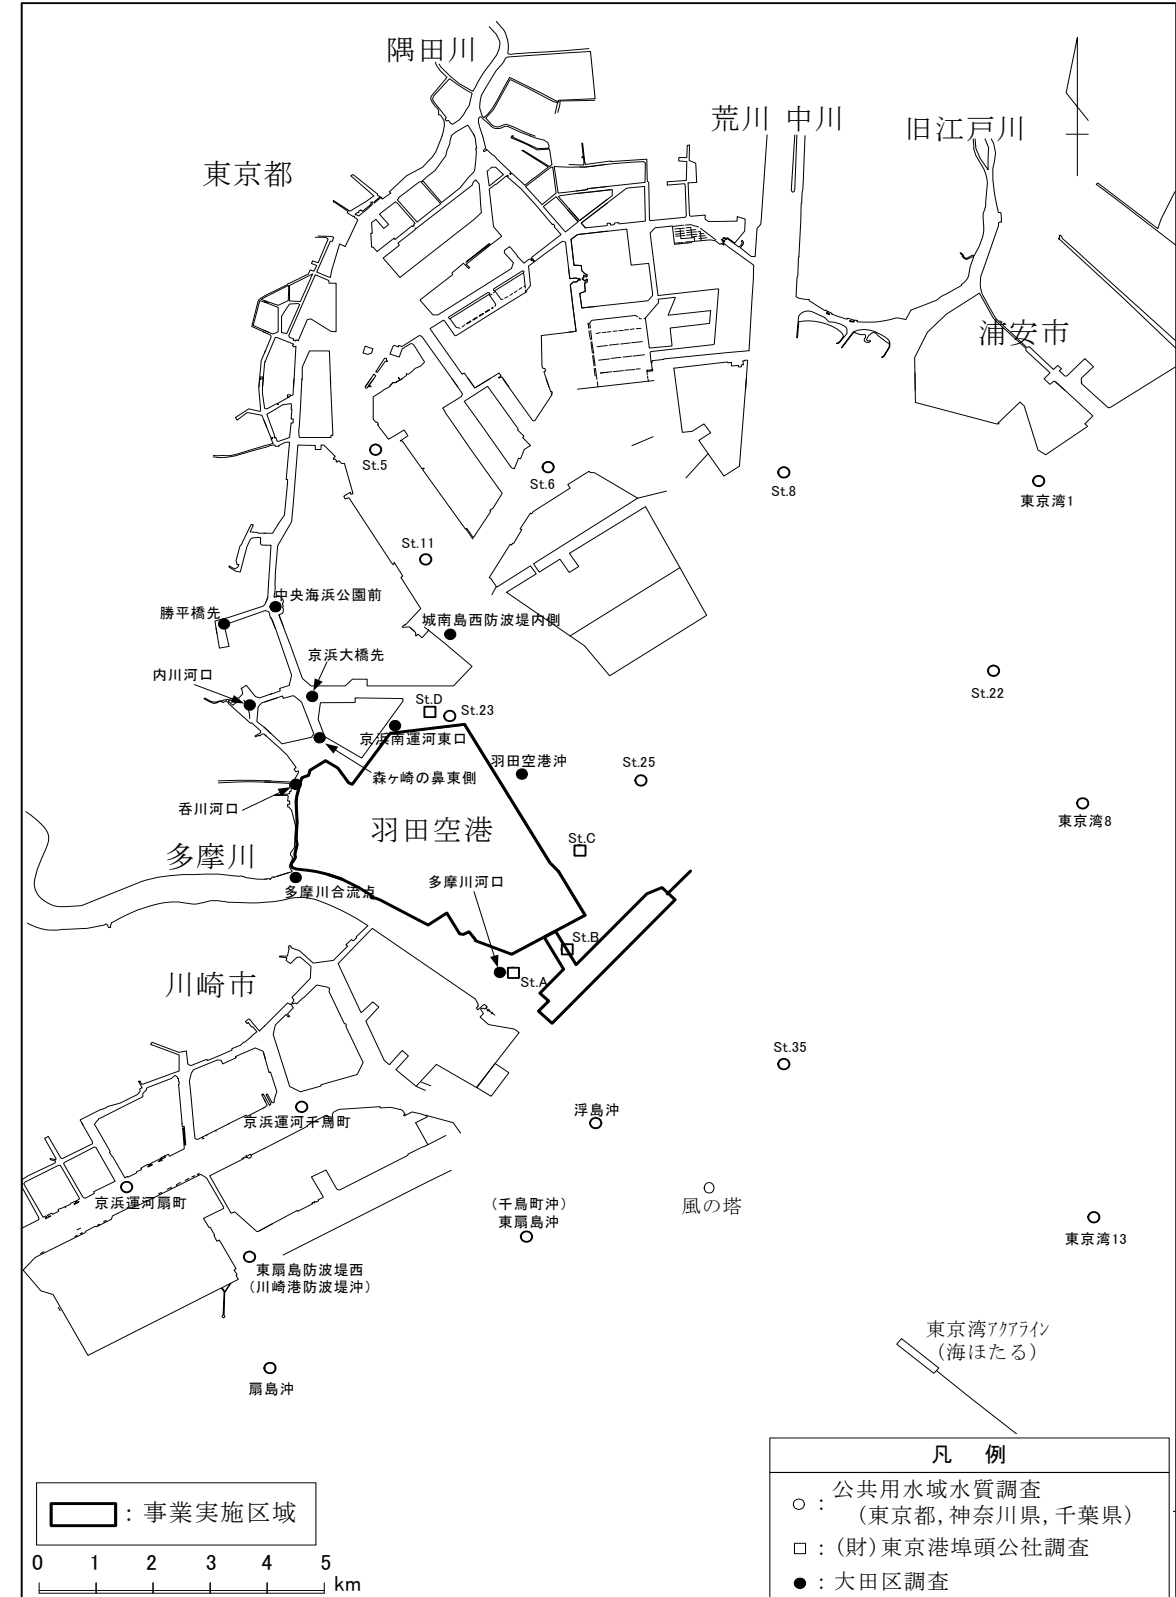 隅田川
荒川 中川
旧江戸川
東京都
浦安市
St.5
St.6
St.8
東京湾1
St.11
中央海浜公園前
勝平橋先
城南島西防波堤内側
京浜大橋先
内川河口
St.22
St.D
St.23
京浜南運河東口
羽田空港沖
St.25
森ヶ崎の鼻東側
呑川河口
東京湾8
羽田空港
St.C
多摩川
多摩川河口
多摩川合流点
St.B
川崎市
St.A
St.35
浮島沖
京浜運河千鳥町
京浜運河扇町
(千鳥町沖)
東扇島沖
風の塔
東京湾13
東扇島防波堤西
(川崎港防波堤沖)
東京湾アクアライン
(海ほたる)
扇島沖
凡 例
○ : 公共用水域水質調査
(東京都,神奈川県,千葉県)
□ : (財)東京港埠頭公社調査
● : 大田区調査
: 事業実施区域
0 1 2 3 4 5
km